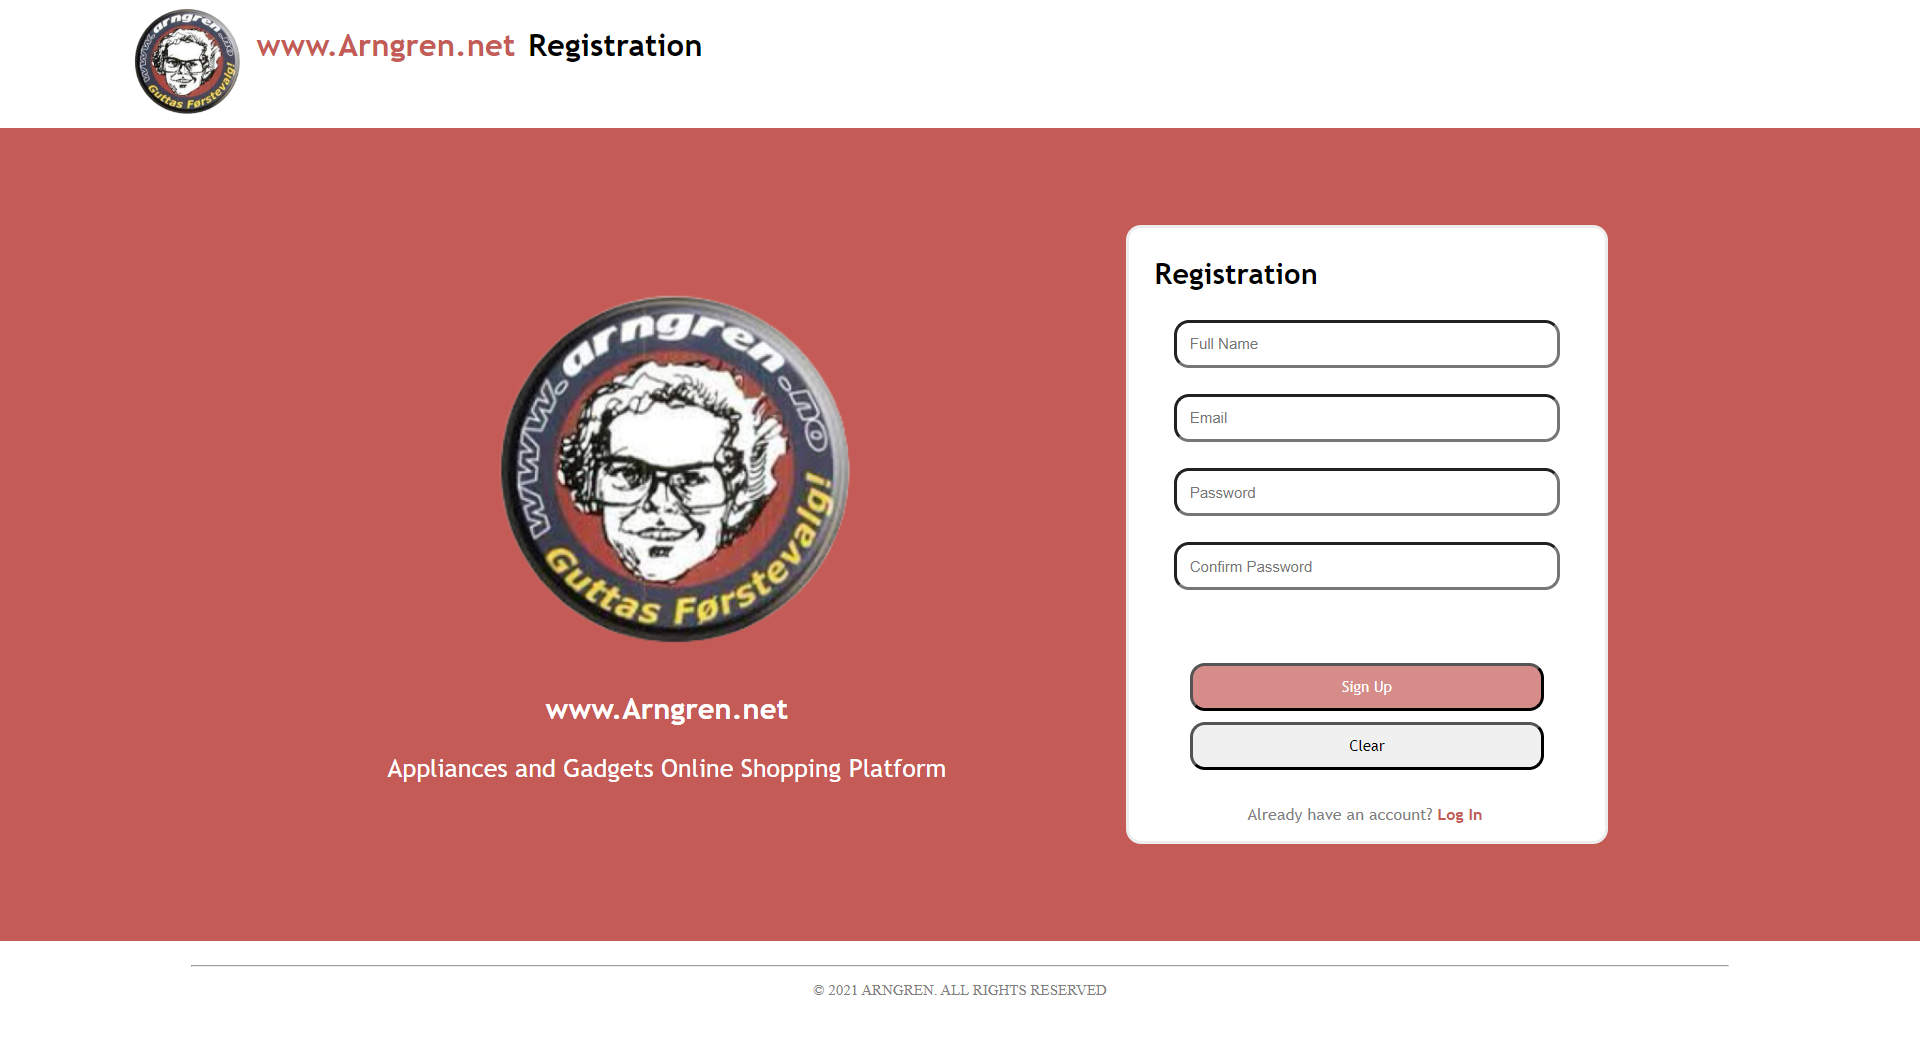 www.arngren.no
Guttas Førstevalg!
www.Arngren.net Registration
www.arngren.no
Guttas Førstevalg!
www.Arngren.net
Appliances and Gadgets Online Shopping Platform
Registration
Full Name
Email
Password
Confirm Password
Sign Up
Clear
Already have an account? Log In
© 2021 ARNGREN. ALL RIGHTS RESERVED